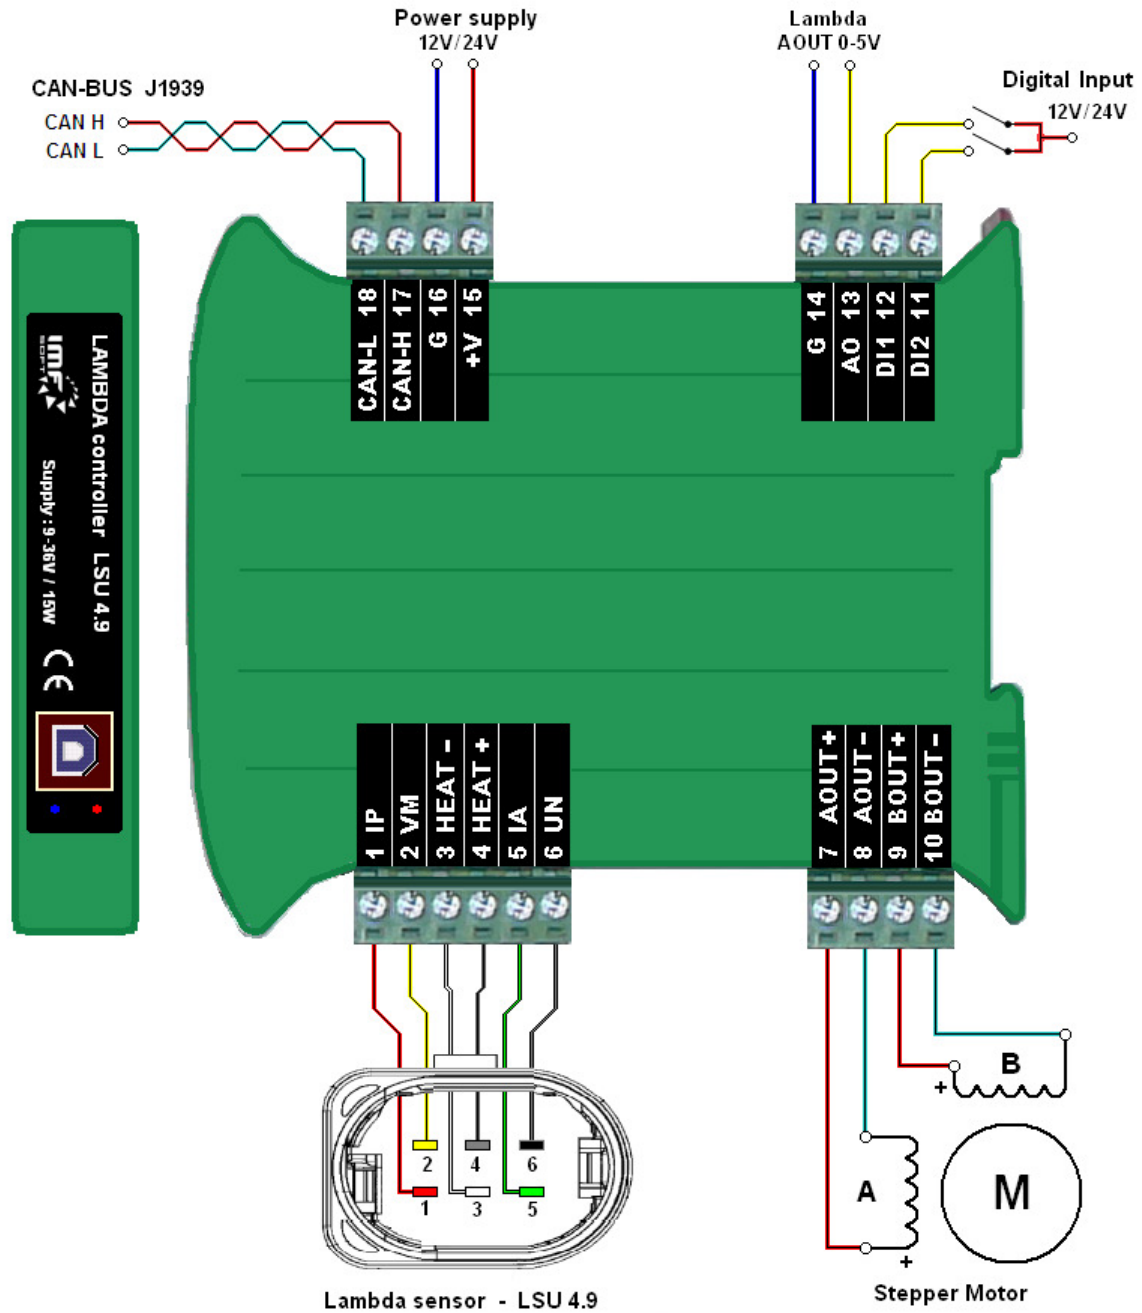 Power supply
12V/24V
Lambda
AOUT 0-5V
CAN-BUS J1939
CAN H
CAN L
Digital Input
12V/24V
CAN-L 18
CAN-H 17
G 16
+V 15
G 14
AO 13
DI1 12
DI2 11
LAMBDA controller LSU 4.9
IMF
SOFT
Supply : 9-36V / 15W
CE
1 IP
2 VM
3 HEAT -
4 HEAT +
5 IA
6 UN
7 AOUT+
8 AOUT-
9 BOUT+
10 BOUT-
2
4
6
1
3
5
B
+
A
M
+
Stepper Motor
Lambda sensor - LSU 4.9